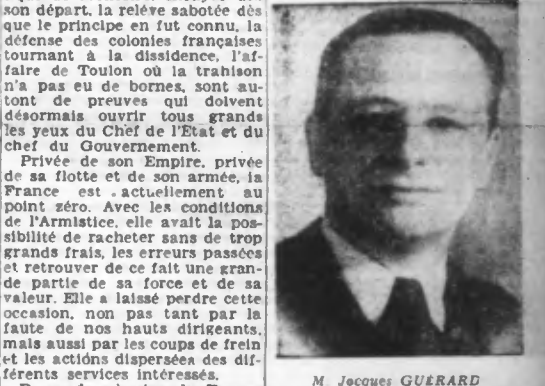 son départ, la relève sabotée dès
que le principe en fut connu, la
défense des colonies françaises
tournant à la dissidence, l'af-
faire de Toulon où la trahison
n'a pas eu de bornes, sont au-
tont de preuves qui doivent
désormais ouvrir tous grands
les yeux du Chef de l'État et du
chef du Gouvernement.
Privée de son Empire, privée
de sa flotte et de son armée, la
France est actuellement au
point zéro. Avec les conditions
de l'Armistice, elle avait la pos-
sibilité de racheter sans de trop
grands frais, les erreurs passées
et retrouver de ce fait une gran-
de partie de sa force et de sa
valeur. Elle a laissé perdre cette
occasion, non pas tant par la
faute de nos hauts dirigeants,
mais aussi par les coups de frein
et les actions dispersées des dif-
férents services intéressés.
M. Jacques GUÉRARD